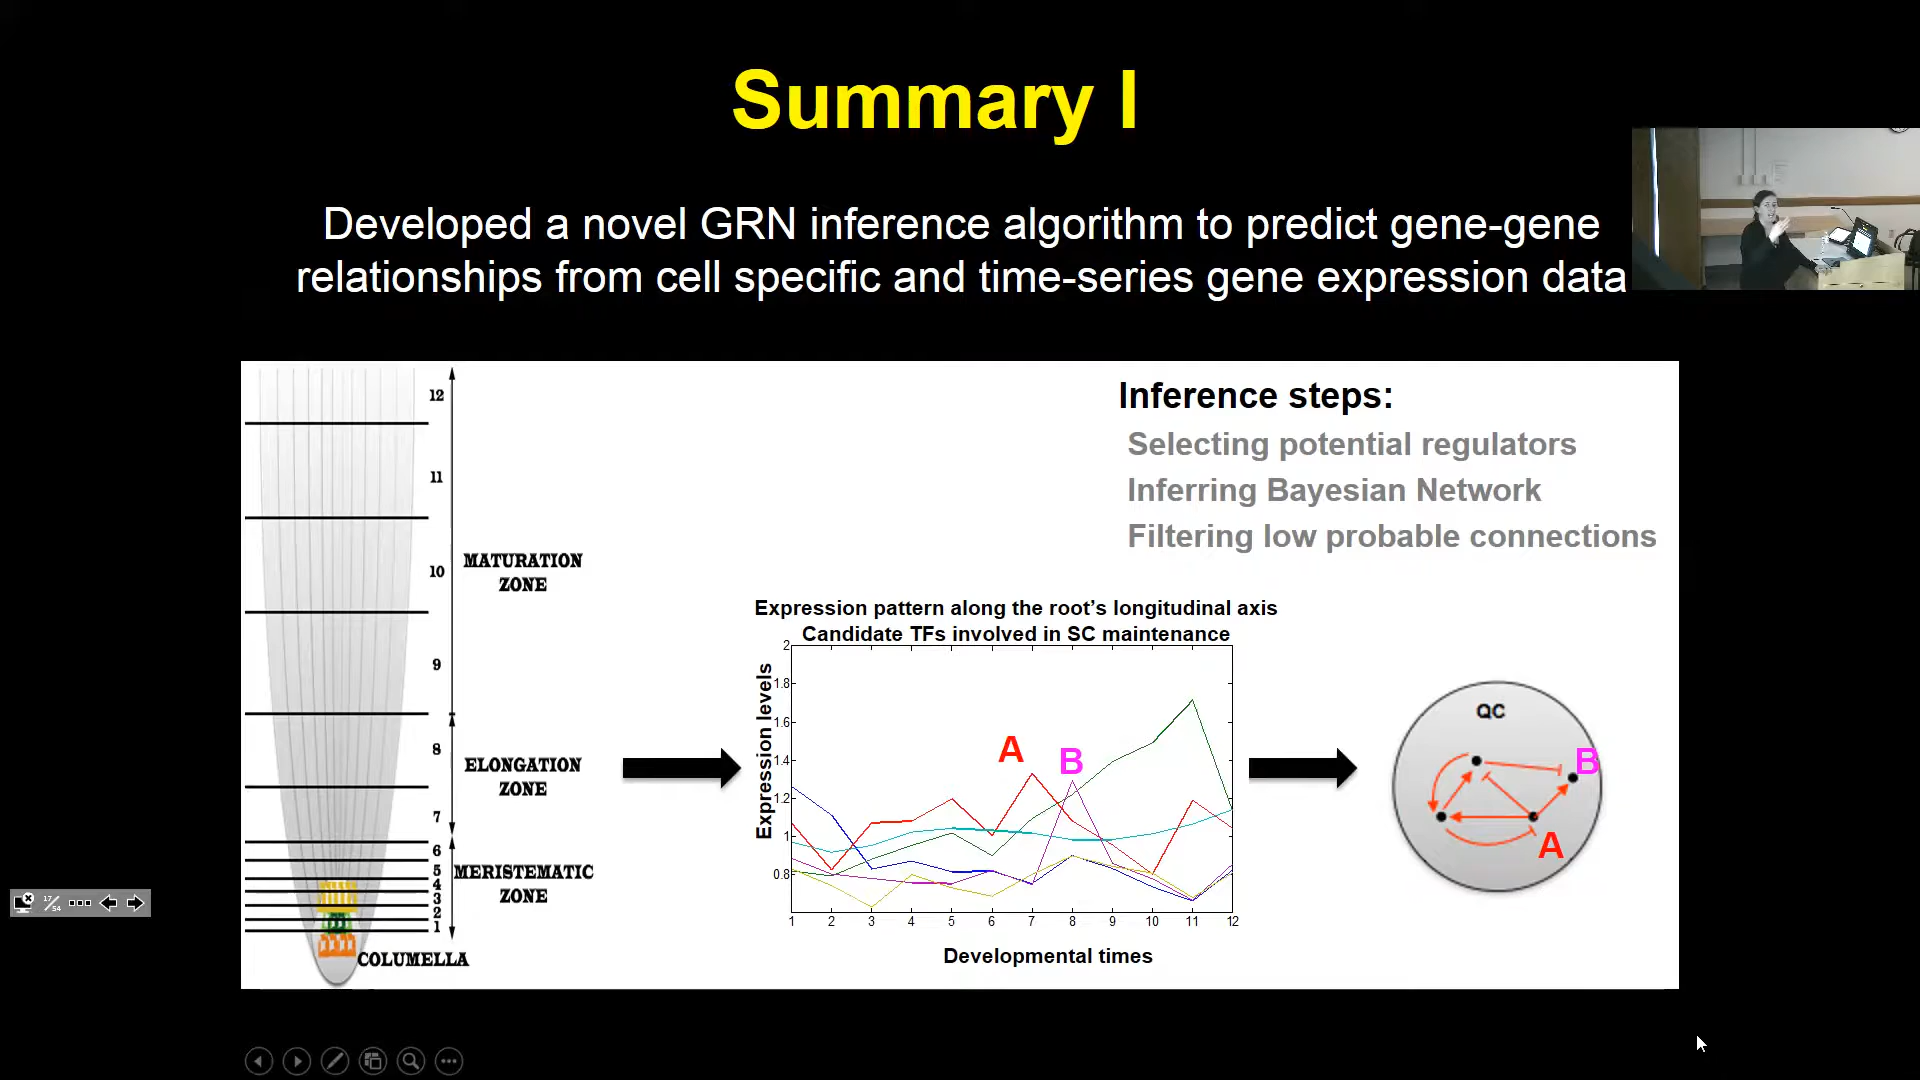 Summary I
Developed a novel GRN inference algorithm to predict gene-gene
relationships from cell specific and time-series gene expression data
12
11
10
9
8
7
6
5
4
3
2
1
MATURATION
ZONE
ELONGATION
ZONE
MERISTEMATIC
ZONE
COLUMELLA
Inference steps:
Selecting potential regulators
Inferring Bayesian Network
Filtering low probable connections
Expression pattern along the root's longitudinal axis
Candidate TFs involved in SC maintenance
Expression levels
2
1.8
1.6
1.4
1.2
1
0.8
A
B
1 2 3 4 5 6 7 8 9 10 11 12
Developmental times
QC
B
A
17/54